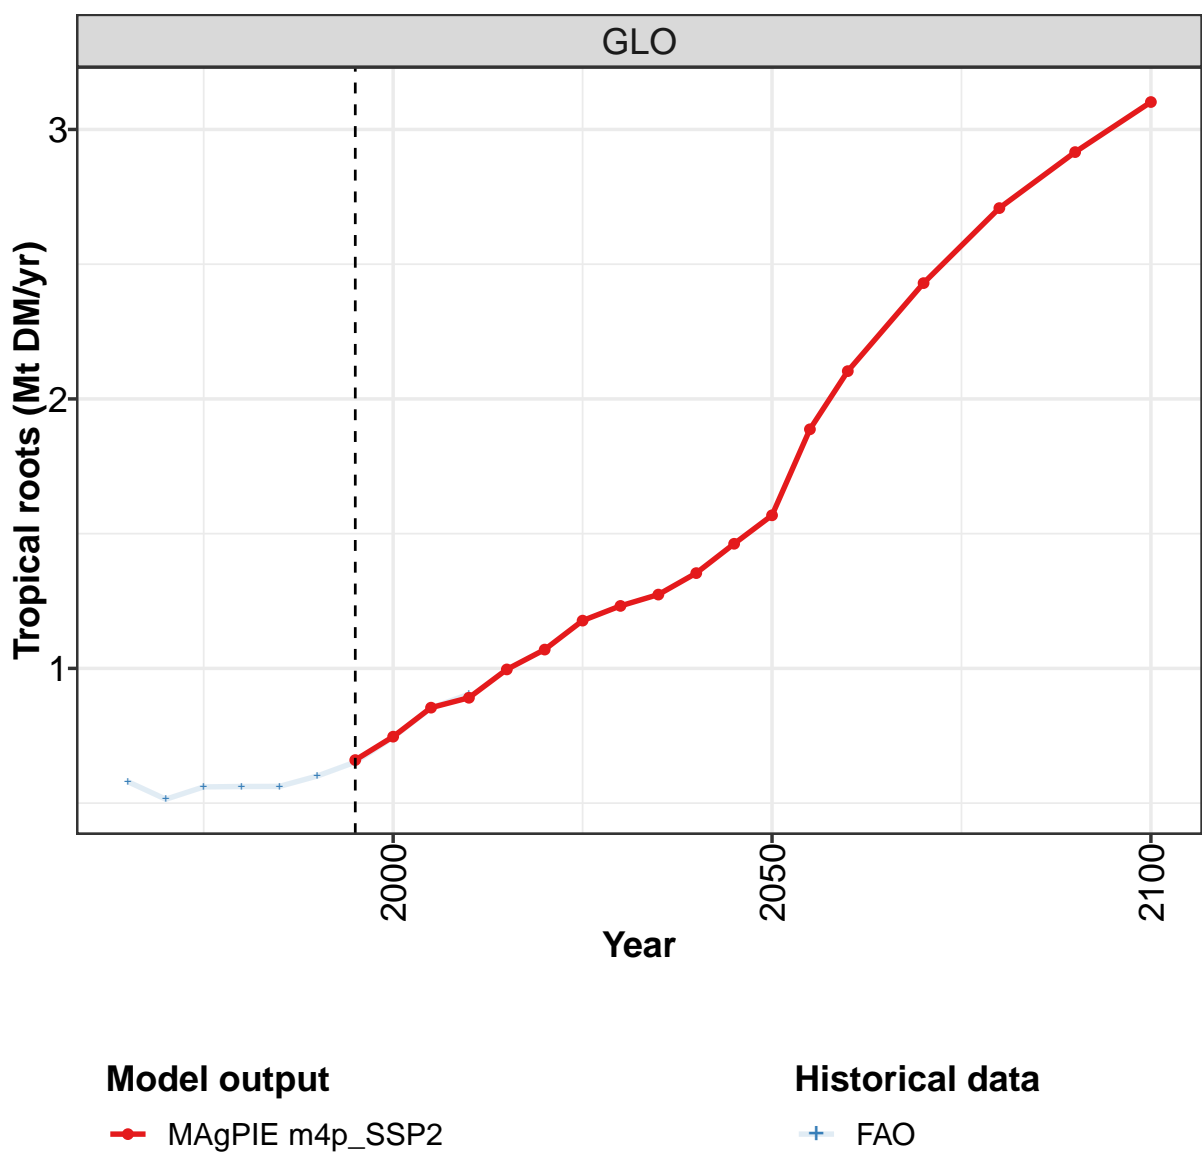 GLO
Tropical roots (Mt DM/yr)
3
2
1
2000
2050
2100
Year
Model output
MAgPIE m4p_SSP2
Historical data
FAO